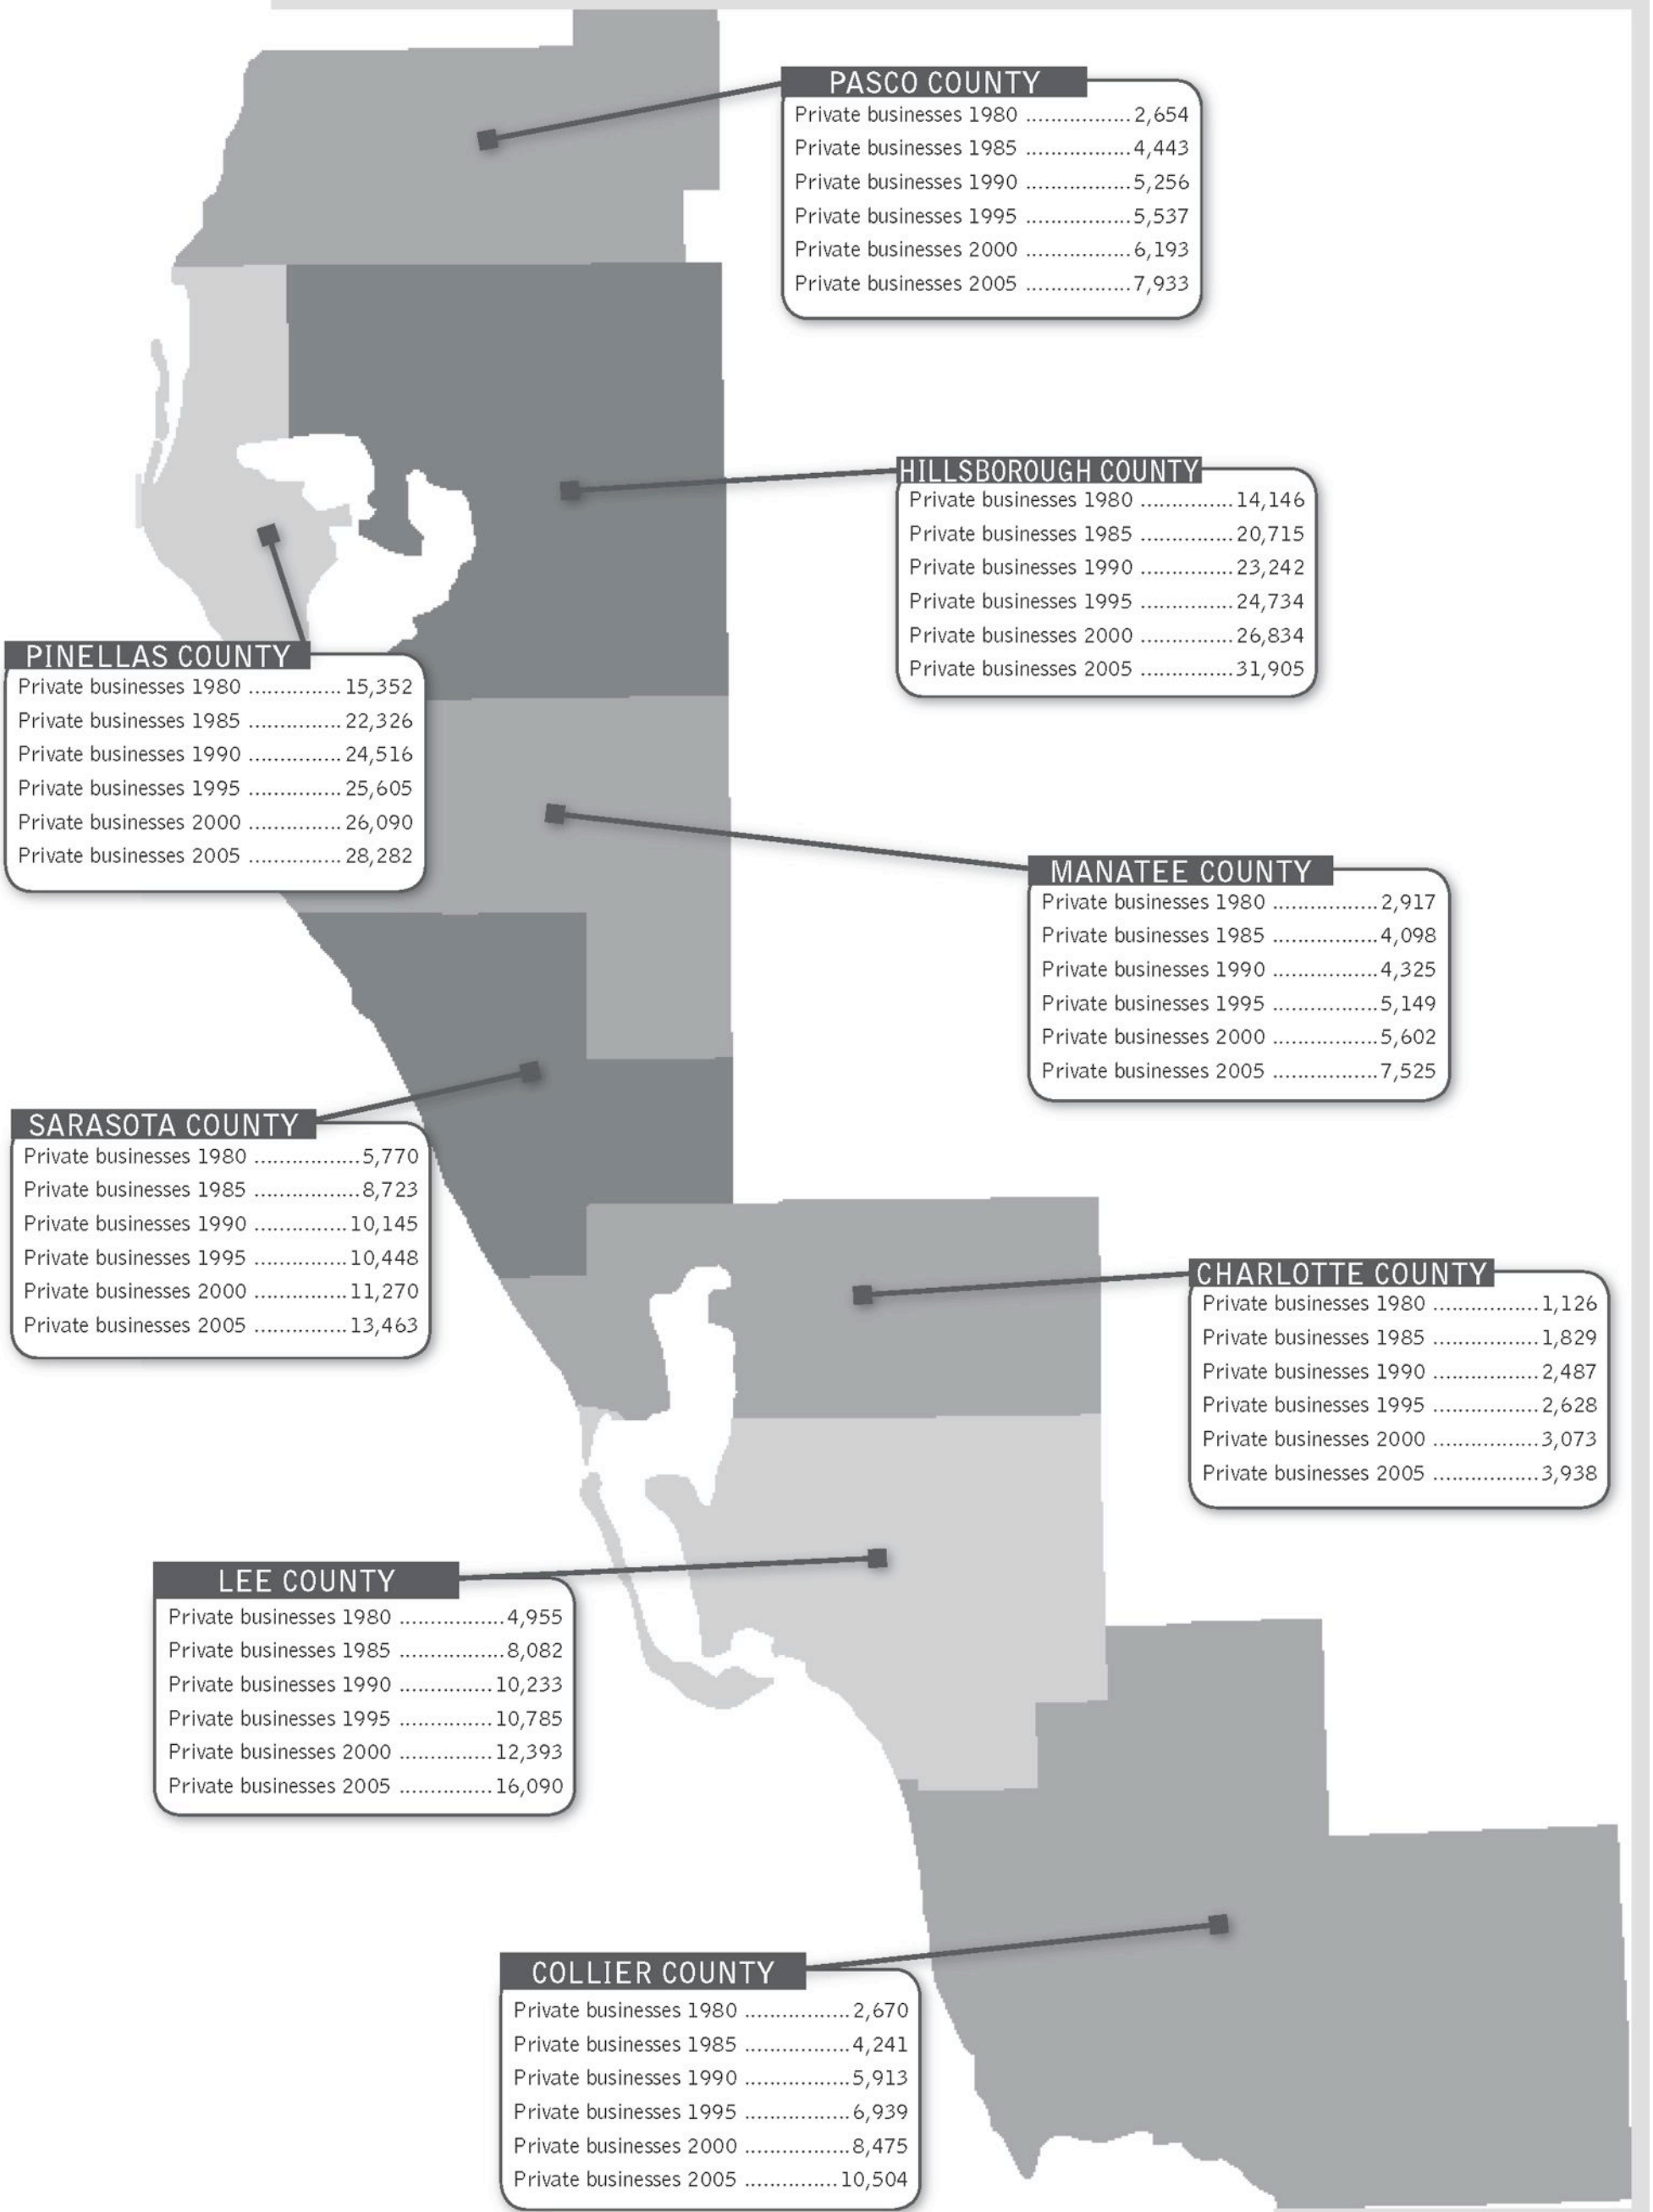 PASCO COUNTY
Private businesses 1980 ................. 2,654
Private businesses 1985 ................. 4,443
Private businesses 1990 ................. 5,256
Private businesses 1995 ................. 5,537
Private businesses 2000 ................. 6,193
Private businesses 2005 ................. 7,933
HILLSBOROUGH COUNTY
Private businesses 1980 ............... 14,146
Private businesses 1985 ............... 20,715
Private businesses 1990 ............... 23,242
Private businesses 1995 ............... 24,734
Private businesses 2000 ............... 26,834
Private businesses 2005 ............... 31,905
PINELLAS COUNTY
Private businesses 1980 ............... 15,352
Private businesses 1985 ............... 22,326
Private businesses 1990 ............... 24,516
Private businesses 1995 ............... 25,605
Private businesses 2000 ............... 26,090
Private businesses 2005 ............... 28,282
MANATEE COUNTY
Private businesses 1980 ................. 2,917
Private businesses 1985 ................. 4,098
Private businesses 1990 ................. 4,325
Private businesses 1995 ................. 5,149
Private businesses 2000 ................. 5,602
Private businesses 2005 ................. 7,525
SARASOTA COUNTY
Private businesses 1980 ................. 5,770
Private businesses 1985 ................. 8,723
Private businesses 1990 ............... 10,145
Private businesses 1995 ............... 10,448
Private businesses 2000 ............... 11,270
Private businesses 2005 ............... 13,463
CHARLOTTE COUNTY
Private businesses 1980 ................. 1,126
Private businesses 1985 ................. 1,829
Private businesses 1990 ................. 2,487
Private businesses 1995 ................. 2,628
Private businesses 2000 ................. 3,073
Private businesses 2005 ................. 3,938
LEE COUNTY
Private businesses 1980 ................. 4,955
Private businesses 1985 ................. 8,082
Private businesses 1990 ............... 10,233
Private businesses 1995 ............... 10,785
Private businesses 2000 ............... 12,393
Private businesses 2005 ............... 16,090
COLLIER COUNTY
Private businesses 1980 ................. 2,670
Private businesses 1985 ................. 4,241
Private businesses 1990 ................. 5,913
Private businesses 1995 ................. 6,939
Private businesses 2000 ................. 8,475
Private businesses 2005 ............... 10,504